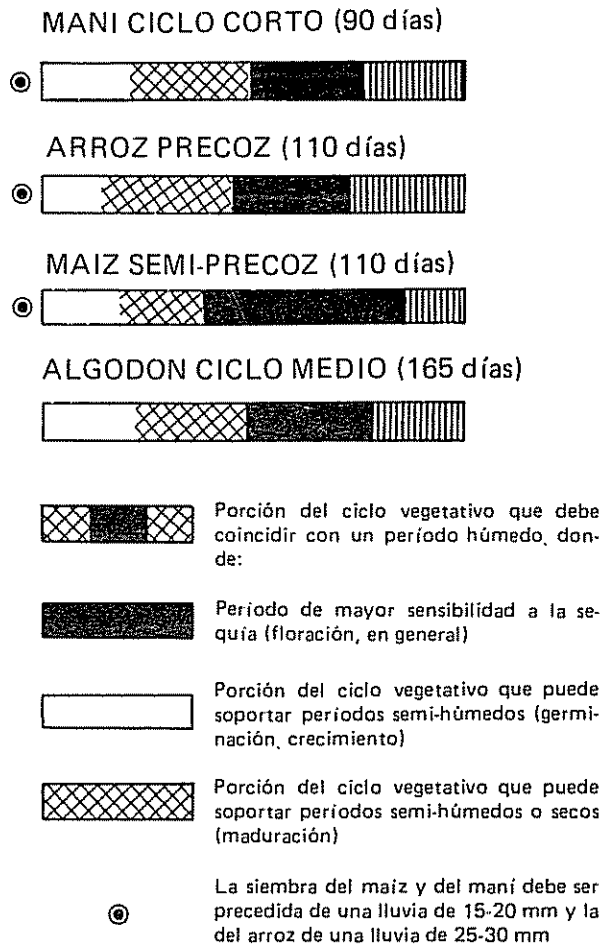 MANI CICLO CORTO (90 días)
ARROZ PRECOZ (110 días)
MAIZ SEMI-PRECOZ (110 días)
ALGODON CICLO MEDIO (165 días)
Porción del ciclo vegetativo que debe
coincidir con un período húmedo, don-
de:
Período de mayor sensibilidad a la se-
quía (floración, en general)
Porción del ciclo vegetativo que puede
soportar períodos semi-húmedos (germi-
nación, crecimiento)
Porción del ciclo vegetativo que puede
soportar períodos semi-húmedos o secos
(maduración)
La siembra del maíz y del maní debe ser
precedida de una lluvia de 15-20 mm y la
del arroz de una lluvia de 25-30 mm